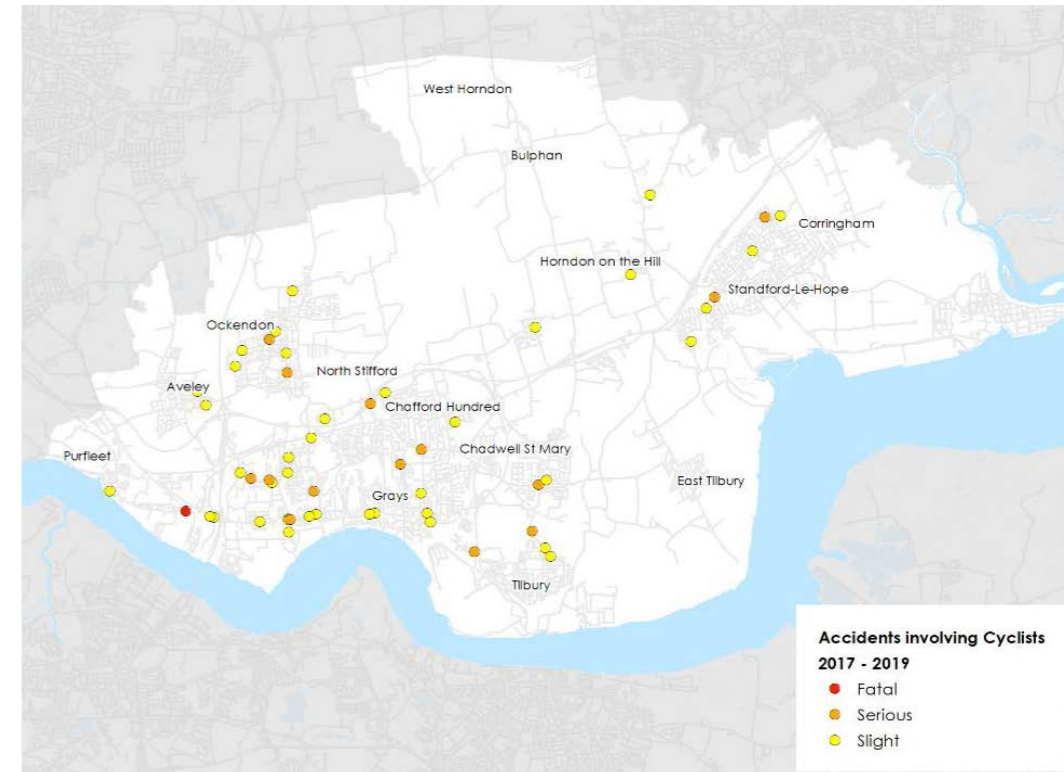 West Horndon
Bulphan
Corringham
Horndon on the Hill
Standford-Le-Hope
Ockendon
North Stifford
Aveley
Chafford Hundred
Chadwell St Mary
Purfleet
East Tilbury
Grays
Tilbury
Accidents involving Cyclists
2017 - 2019
Fatal
Serious
Slight